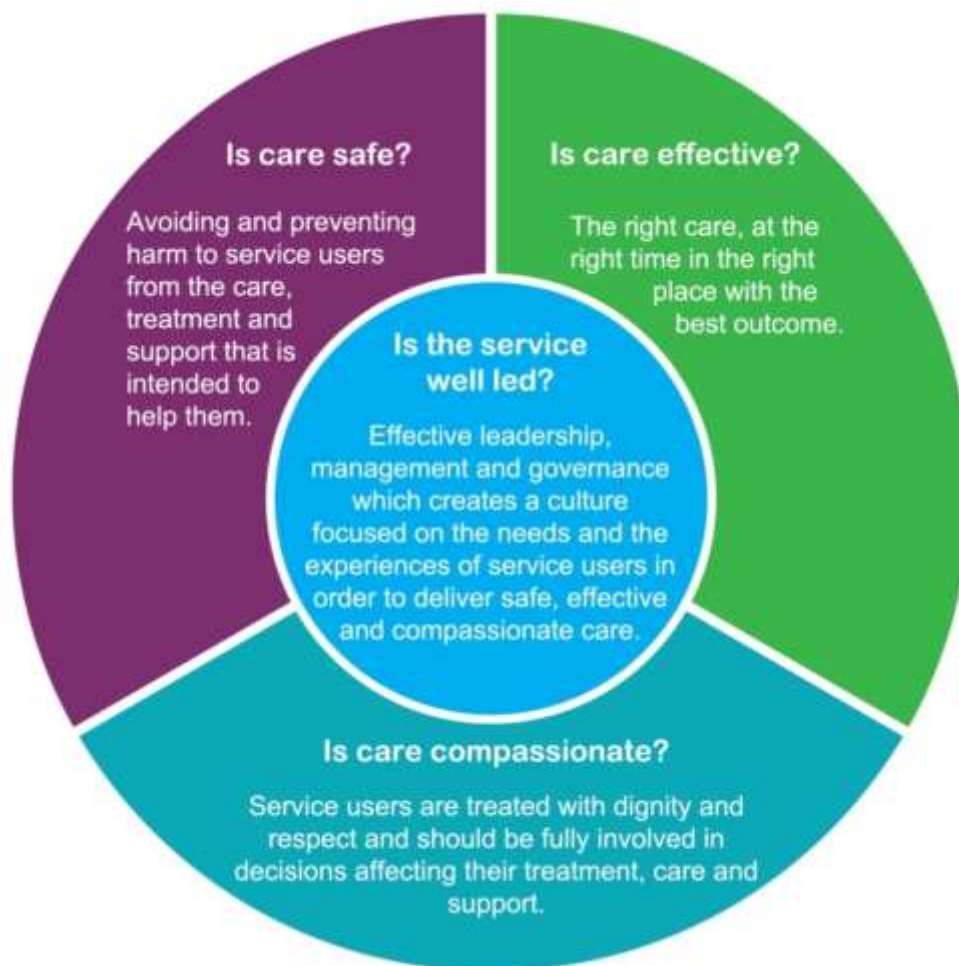 Is care safe?
Avoiding and preventing
harm to service users
from the care,
treatment and
support that is
intended to
help them.
Is care effective?
The right care, at the
right time in the right
place with the
best outcome.
Is the service
well led?
Effective leadership,
management and governance
which creates a culture
focused on the needs and the
experiences of service users in
order to deliver safe, effective
and compassionate care.
Is care compassionate?
Service users are treated with dignity and
respect and should be fully involved in
decisions affecting their treatment, care and
support.